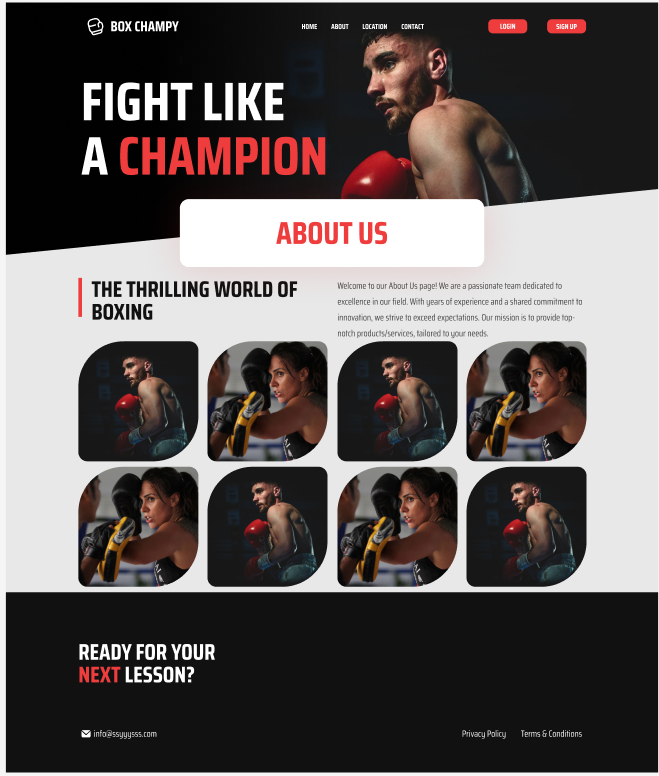 BOX CHAMPY
HOME ABOUT LOCATION CONTACT
LOGIN SIGN UP
FIGHT LIKE
A CHAMPION
ABOUT US
THE THRILLING WORLD OF
BOXING
Welcome to our About Us page! We are a passionate team dedicated to
excellence in our field. With years of experience and a shared commitment to
innovation, we strive to exceed expectations. Our mission is to provide top-
notch products/services, tailored to your needs.
READY FOR YOUR
NEXT LESSON?
info@ssyyysss.com
Privacy Policy Terms & Conditions